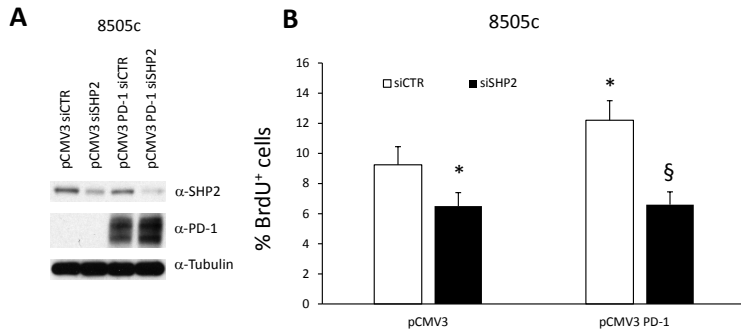 A
8505c
pCMV3 siCTR
pCMV3 siSHP2
pCMV3 PD-1 siCTR
pCMV3 PD-1 siSHP2
α-SHP2
α-PD-1
α-Tubulin
B
8505c
% BrdU⁺ cells
16
14
12
10
8
6
4
2
0
siCTR
siSHP2
*
*
§
pCMV3
pCMV3 PD-1